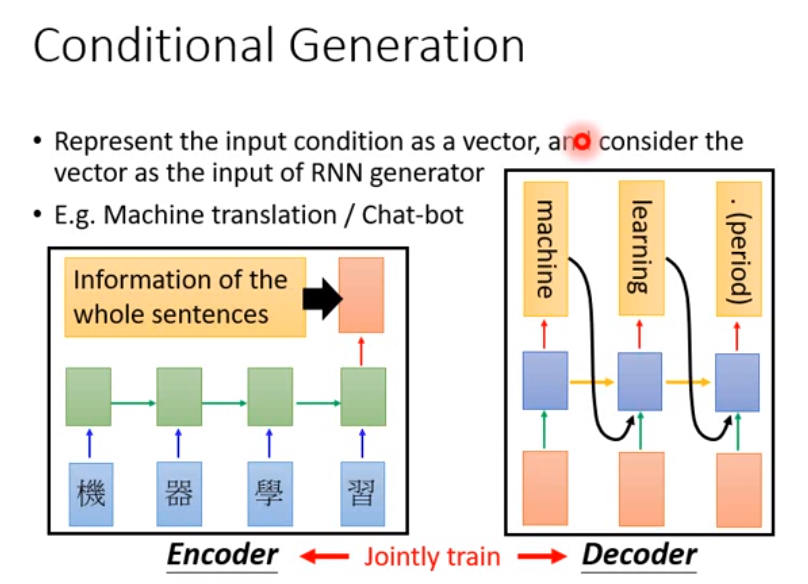 Conditional Generation
• Represent the input condition as a vector, and consider the
vector as the input of RNN generator
• E.g. Machine translation / Chat-bot
Information of the
whole sentences
機 器 學 習
machine
learning
. (period)
Encoder Jointly train Decoder